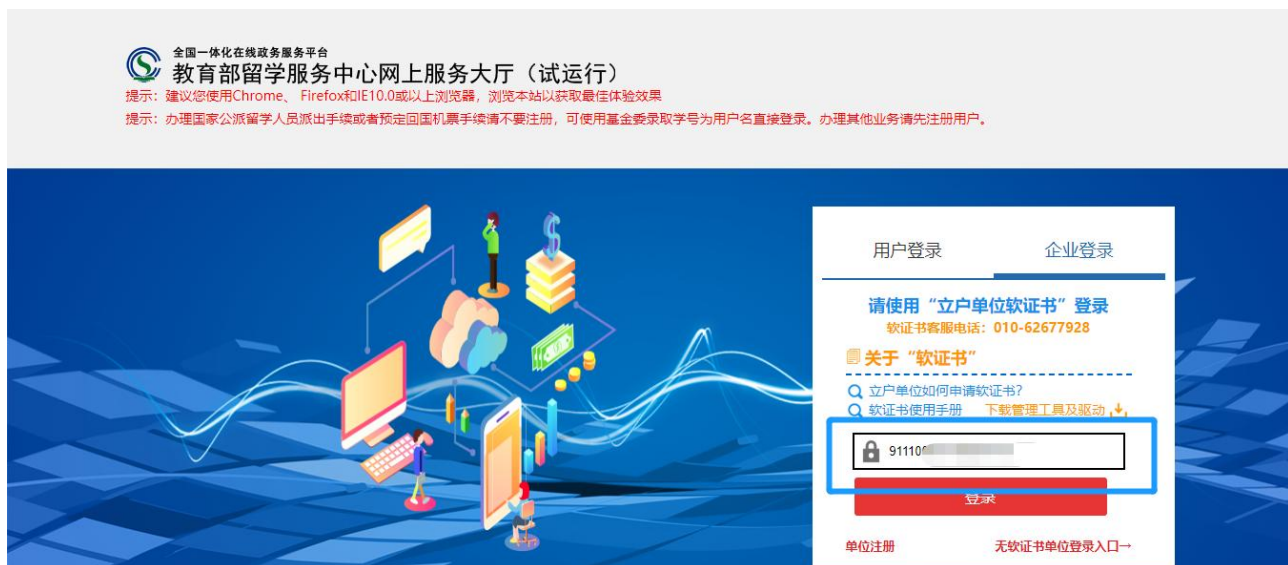 全国一体化在线政务服务平台
教育部留学服务中心网上服务大厅（试运行）
提示：建议您使用Chrome、 Firefox和IE10.0或以上浏览器，浏览本站以获取最佳体验效果
提示：办理国家公派留学人员派出手续或者预定回国机票手续请不要注册，可使用基金委录取学号为用户名直接登录。办理其他业务请先注册用户。
用户登录 企业登录
请使用“立户单位软证书”登录
软证书客服电话：010-62677928
关于“软证书”
立户单位如何申请软证书？
软证书使用手册 下载管理工具及驱动
91110
登录
单位注册 无软证书单位登录入口→